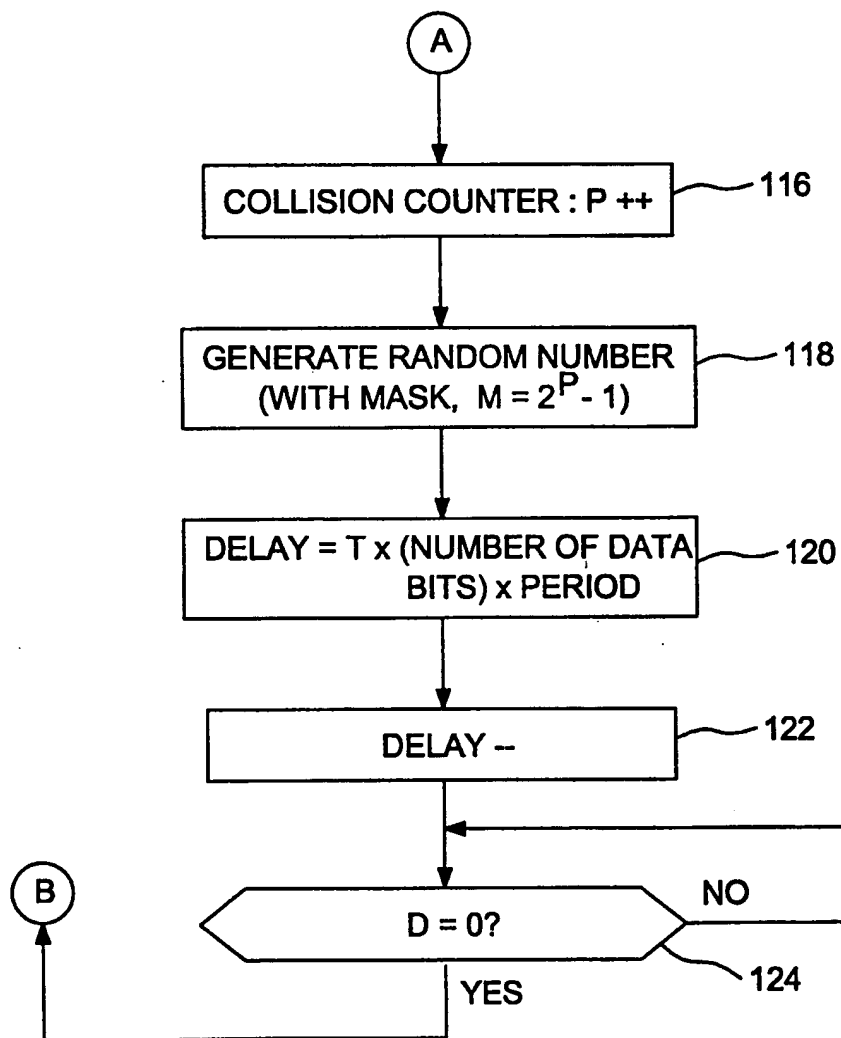 A
COLLISION COUNTER : P ++
116
GENERATE RANDOM NUMBER
(WITH MASK, M = 2^P - 1)
118
DELAY = T x (NUMBER OF DATA
BITS) x PERIOD
120
DELAY --
122
B
D = 0?
NO
124
YES